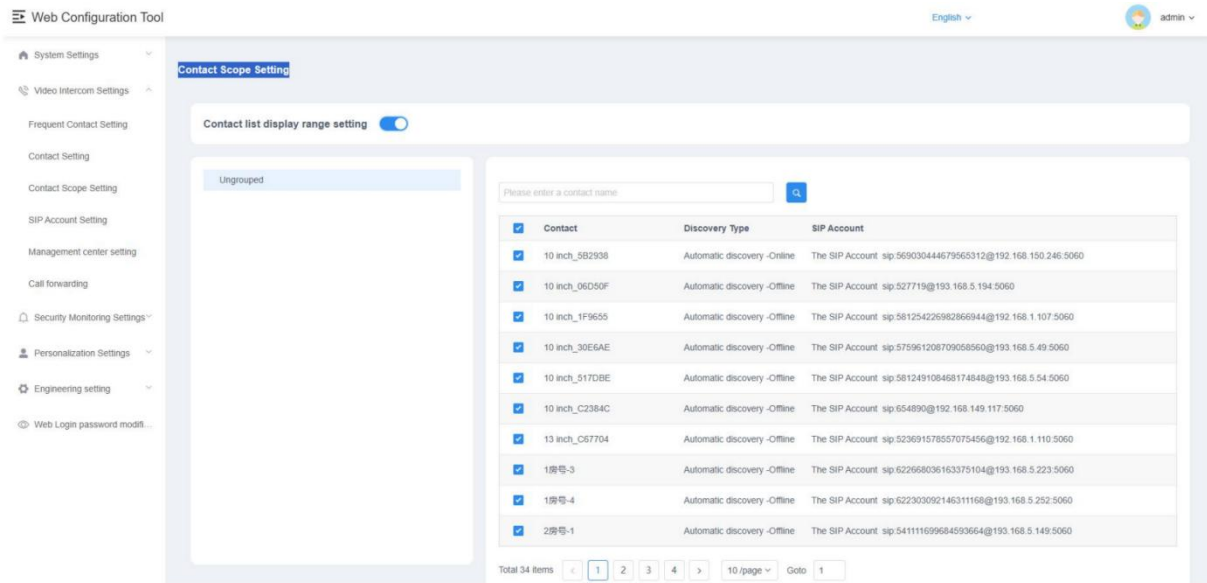 Web Configuration Tool
English
admin
System Settings
Video Intercom Settings
Frequent Contact Setting
Contact Setting
Contact Scope Setting
SIP Account Setting
Management center setting
Call forwarding
Security Monitoring Settings
Personalization Settings
Engineering setting
Web Login password modifi...
Contact Scope Setting
Contact list display range setting
Ungrouped
Please enter a contact name
Contact Discovery Type SIP Account
10 inch_5B2938 Automatic discovery -Online The SIP Account sip:569030444679565312@192.168.150.246:5060
10 inch_06D50F Automatic discovery -Offline The SIP Account sip:527719@193.168.5.194:5060
10 inch_1F9655 Automatic discovery -Offline The SIP Account sip:581254226982866944@192.168.1.107:5060
10 inch_30E6AE Automatic discovery -Offline The SIP Account sip:575961208709058560@193.168.5.49:5060
10 inch_517DBE Automatic discovery -Offline The SIP Account sip:581249108468174848@193.168.5.54:5060
10 inch_C2384C Automatic discovery -Offline The SIP Account sip:654890@192.168.149.117:5060
13 inch_C67704 Automatic discovery -Offline The SIP Account sip:523691578557075456@192.168.1.110:5060
1房号-3 Automatic discovery -Offline The SIP Account sip:622668036163375104@193.168.5.223:5060
1房号-4 Automatic discovery -Offline The SIP Account sip:622303092146311168@193.168.5.252:5060
2房号-1 Automatic discovery -Offline The SIP Account sip:541111699684593664@193.168.5.149:5060
Total 34 items < 1 2 3 4 > 10 /page Goto 1